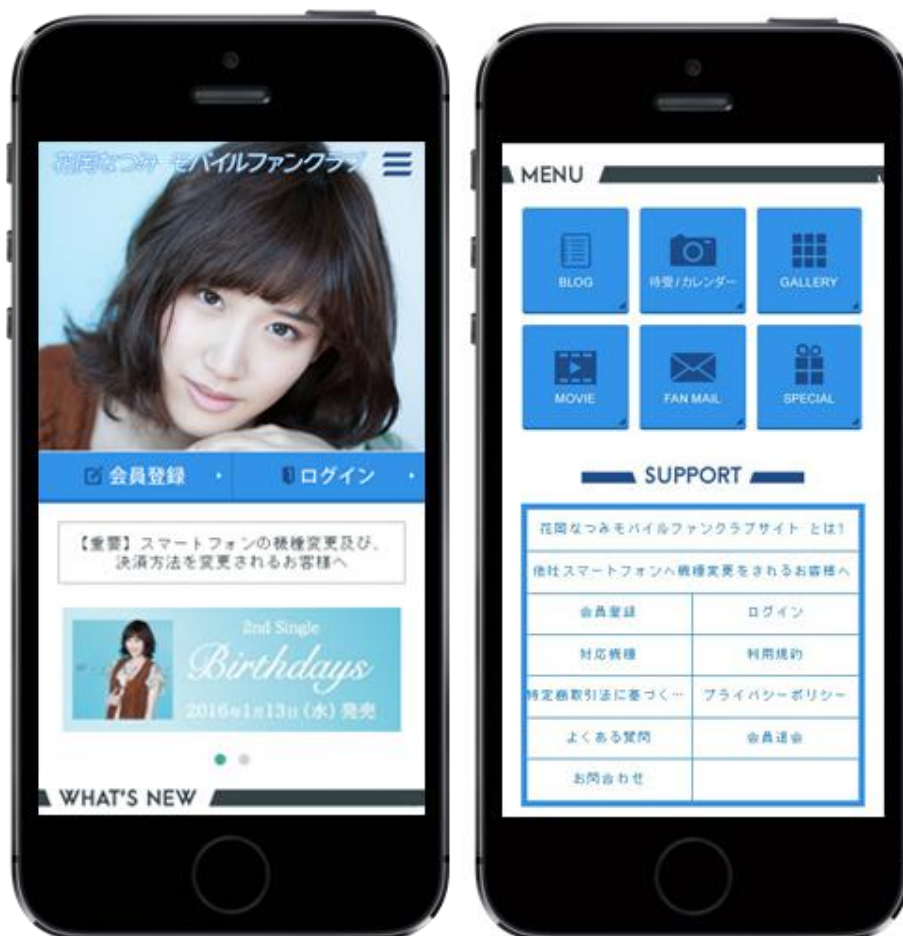 花岡なつみ モバイルファンクラブ
会員登録
ログイン
【重要】スマートフォンの機種変更及び、
決済方法を変更されるお客様へ
2nd Single
Birthdays
2016年1月13日(水)発売
WHAT'S NEW
MENU
BLOG
待受/カレンダー
GALLERY
MOVIE
FAN MAIL
SPECIAL
SUPPORT
花岡なつみモバイルファンクラブサイト とは?
他社スマートフォンへ機種変更をされるお客様へ
会員登録
ログイン
対応機種
利用規約
特定商取引法に基づく…
プライバシーポリシー
よくある質問
会員退会
お問合わせ